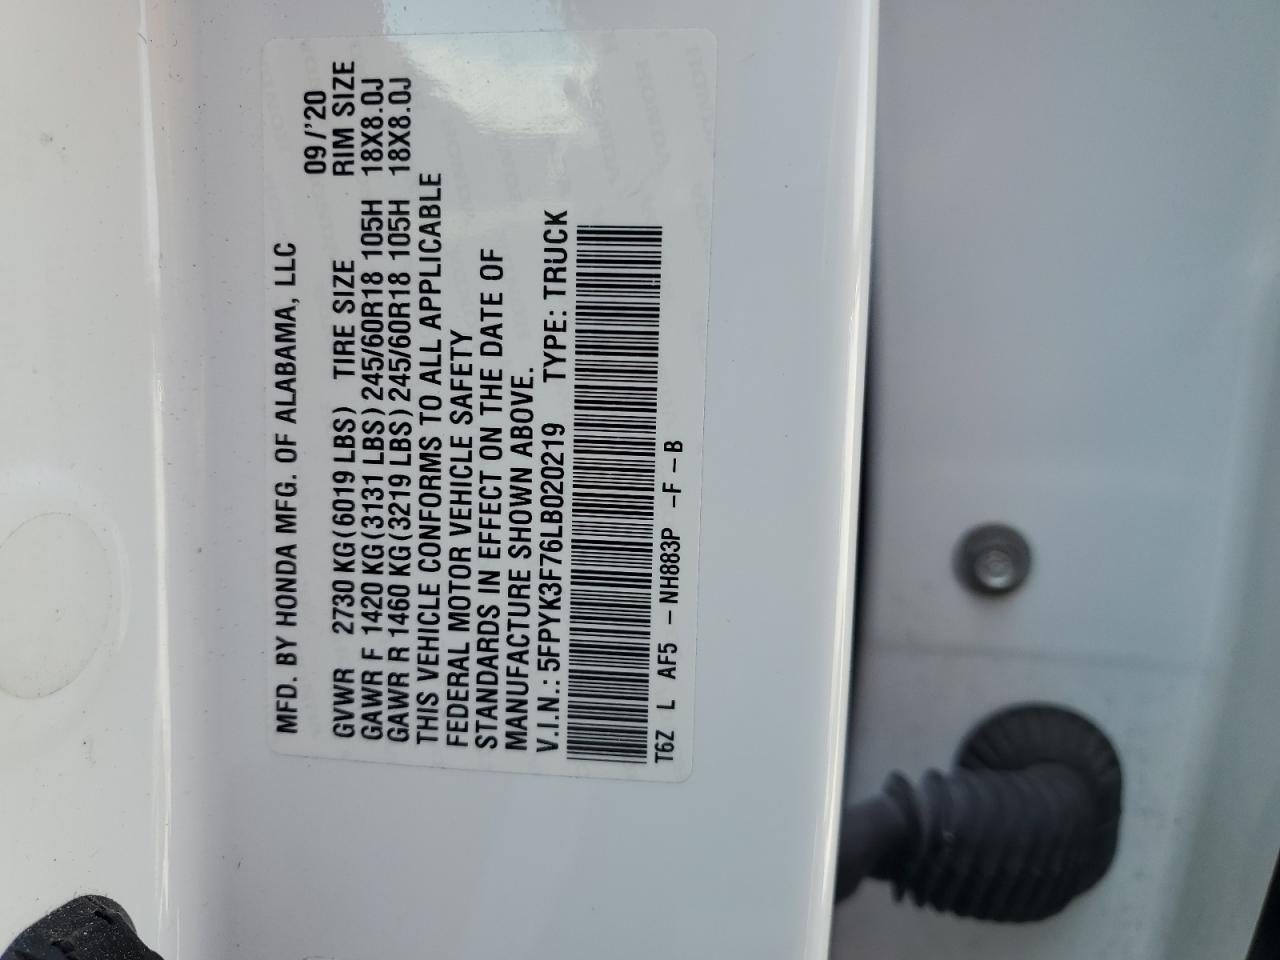 MFD. BY HONDA MFG. OF ALABAMA, LLC
09/'20
GVWR 2730 KG(6019 LBS) TIRE SIZE RIM SIZE
GAWR F 1420 KG(3131 LBS) 245/60R18 105H 18X8.0J
GAWR R 1460 KG(3219 LBS) 245/60R18 105H 18X8.0J
THIS VEHICLE CONFORMS TO ALL APPLICABLE
FEDERAL MOTOR VEHICLE SAFETY
STANDARDS IN EFFECT ON THE DATE OF
MANUFACTURE SHOWN ABOVE.
V.I.N.: 5FPYK3F76LB020219 TYPE: TRUCK
T6Z L AF5 - NH883P -F-B